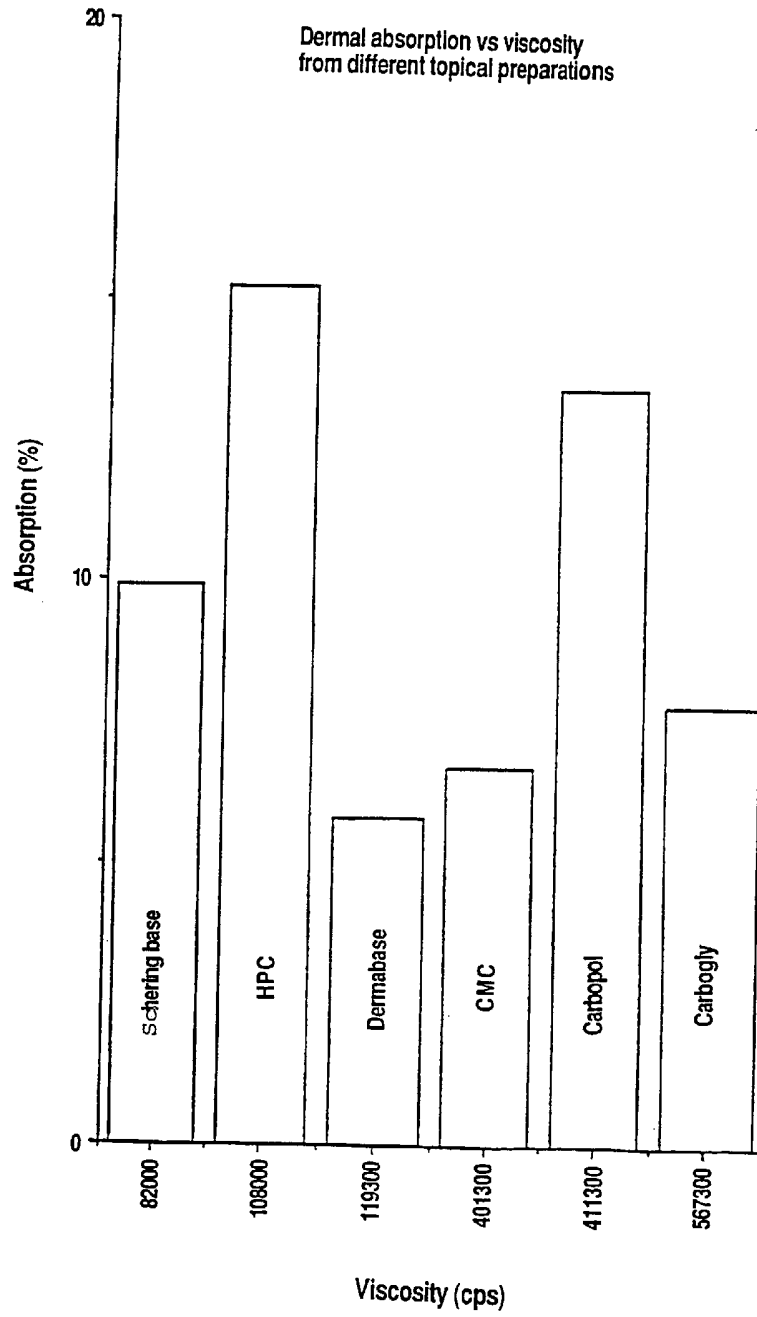 Dermal absorption vs viscosity
from different topical preparations
20
10
0
Absorption (%)
Schering base
HPC
Dermabase
CMC
Carbopol
Carbogly
82000
108000
119300
401300
411300
567300
Viscosity (cps)